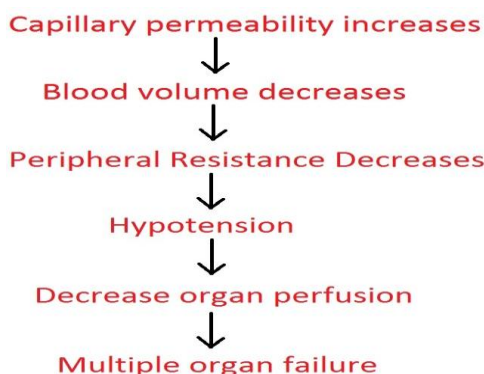 Capillary permeability increases
Blood volume decreases
Peripheral Resistance Decreases
Hypotension
Decrease organ perfusion
Multiple organ failure